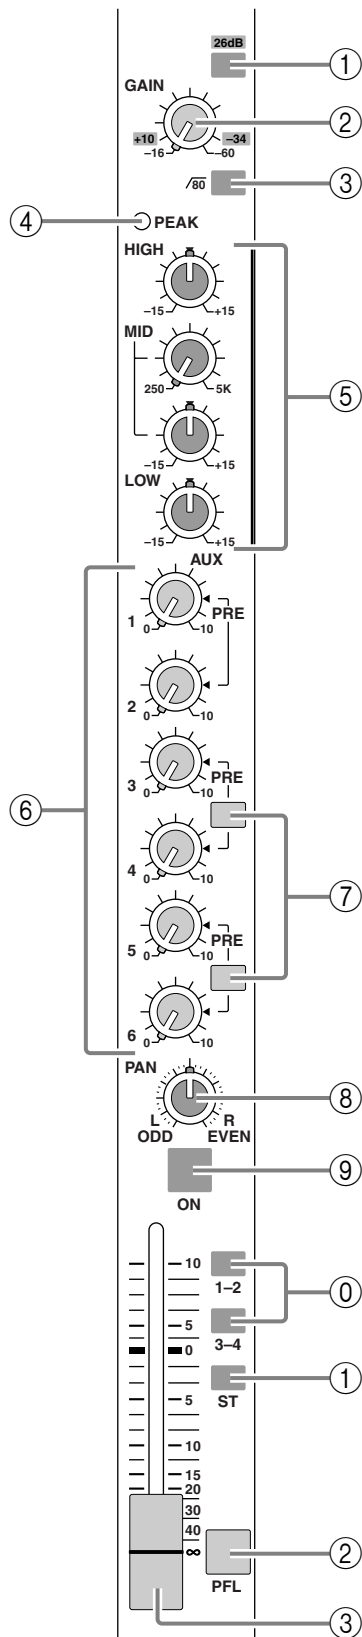 26dB
①
GAIN
②
+10 –34
–16 –60
/80 ③
④ PEAK
HIGH
–15 +15
MID
⑤
250 5K
–15 +15
LOW
–15 +15
AUX
PRE
1 0 10
2 0 10
3 0 10
PRE
⑥
4 0 10
⑦
5 0 10
PRE
6 0 10
PAN
⑧
L R
ODD EVEN
⑨
ON
10
1–2
⓪
5
3–4
0
①
ST
5
10
15
20
30
40
∞ ②
PFL
③